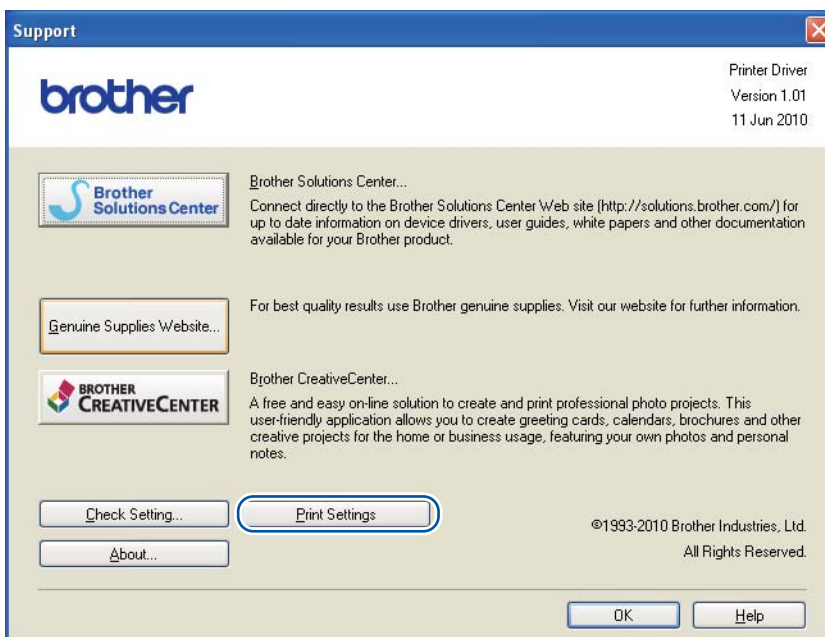 Support
brother
Printer Driver
Version 1.01
11 Jun 2010
Brother
Solutions Center
Brother Solutions Center...
Connect directly to the Brother Solutions Center Web site (http://solutions.brother.com/) for
up to date information on device drivers, user guides, white papers and other documentation
available for your Brother product.
Genuine Supplies Website...
For best quality results use Brother genuine supplies. Visit our website for further information.
BROTHER
CREATIVECENTER
Brother CreativeCenter...
A free and easy on-line solution to create and print professional photo projects. This
user-friendly application allows you to create greeting cards, calendars, brochures and other
creative projects for the home or business usage, featuring your own photos and personal
notes.
Check Setting...
Print Settings
About...
©1993-2010 Brother Industries, Ltd.
All Rights Reserved.
OK
Help